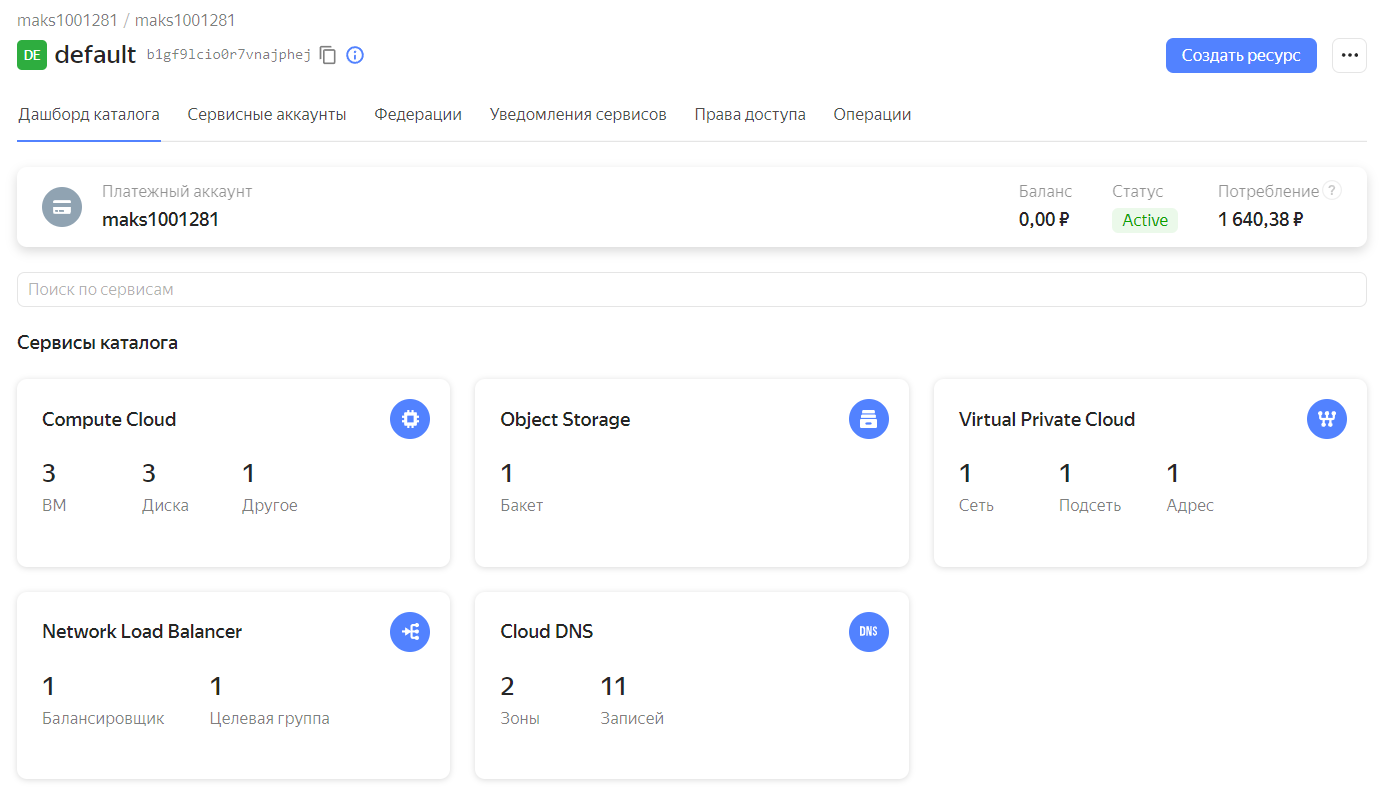 maks1001281 / maks1001281
DE default b1gf9lcio0r7vnajphej
Создать ресурс
Дашборд каталога Сервисные аккаунты Федерации Уведомления сервисов Права доступа Операции
Платежный аккаунт Баланс Статус Потребление ?
maks1001281 0,00 ₽ Active 1 640,38 ₽
Поиск по сервисам
Сервисы каталога
Compute Cloud
3 3 1
ВМ Диска Другое
Object Storage
1
Бакет
Virtual Private Cloud
1 1 1
Сеть Подсеть Адрес
Network Load Balancer
1 1
Балансировщик Целевая группа
Cloud DNS
DNS
2 11
Зоны Записей